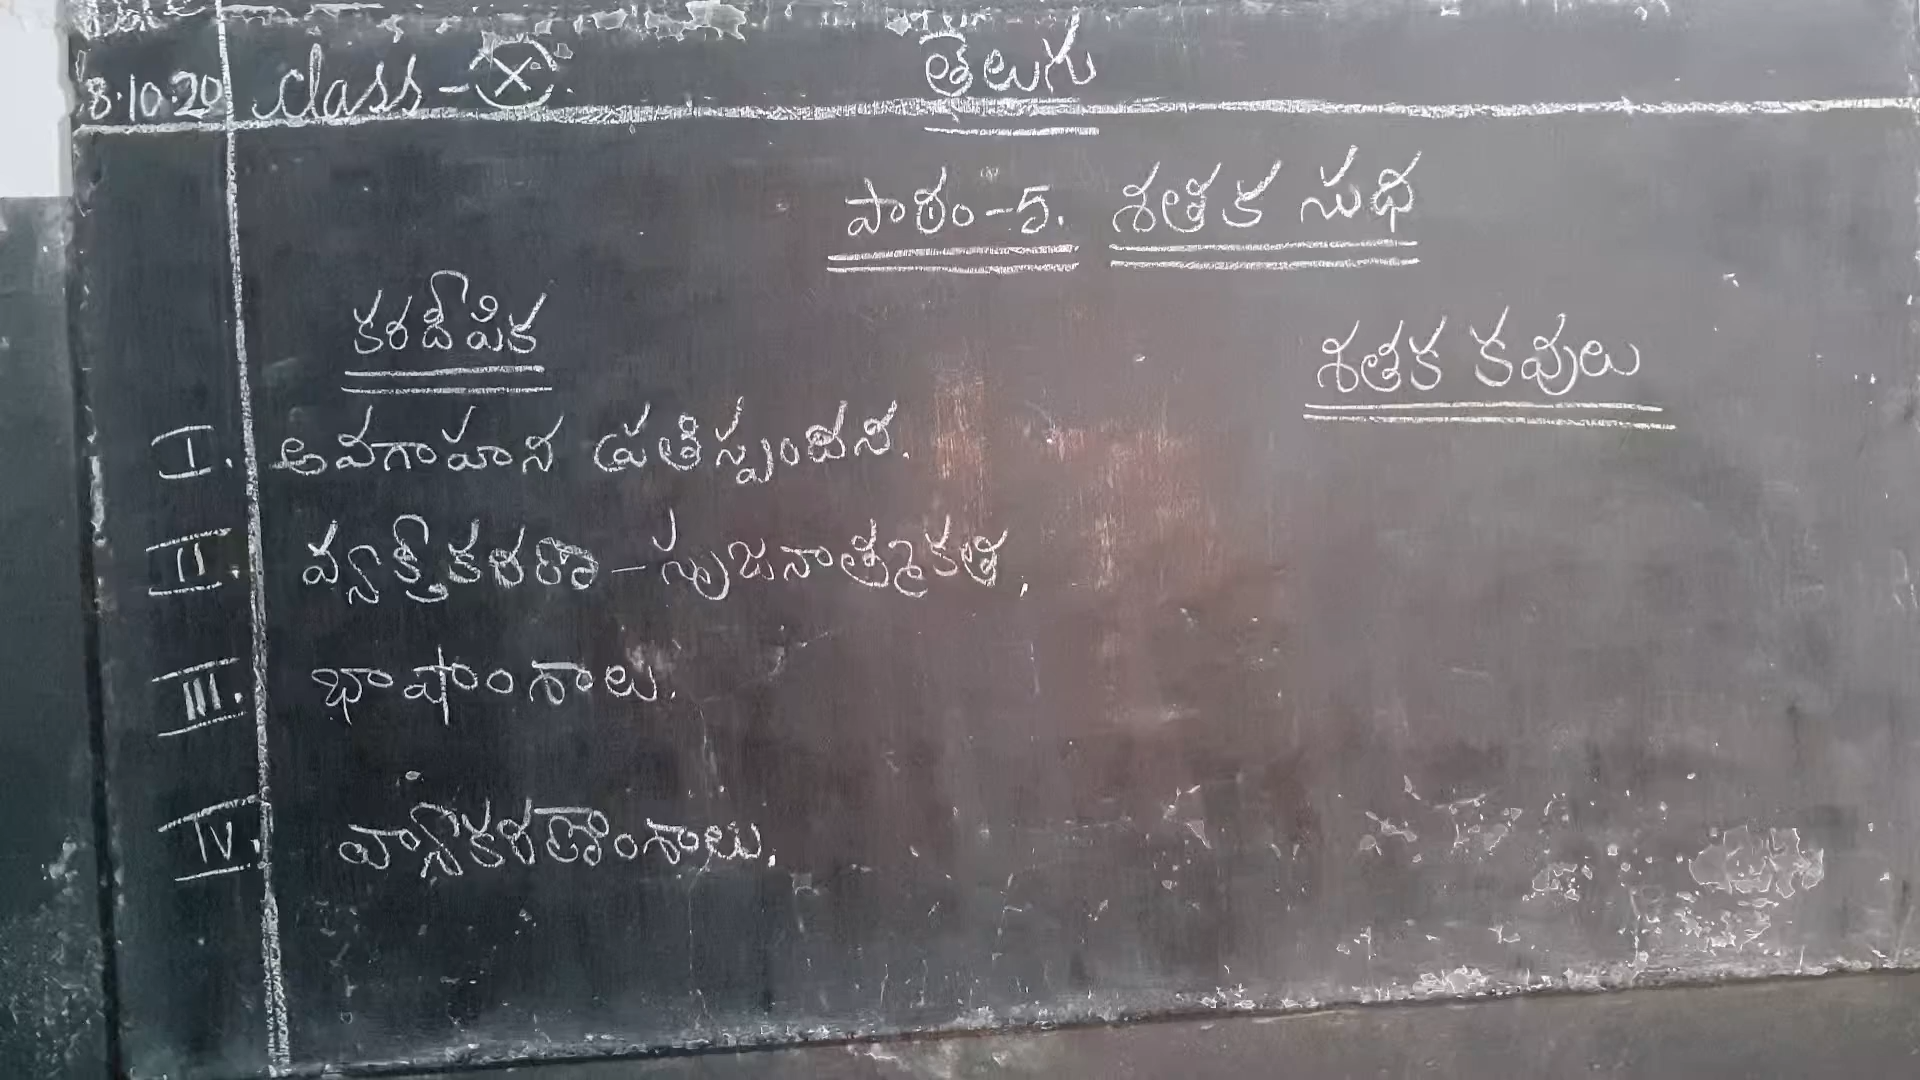 8.10.20 class - X తెలుగు
పాఠం - 5. శతక సుధ
కరదీపిక
శతక కవులు
I. అవగాహన ప్రతిస్పందన.
II. వ్యక్తీకరణ - సృజనాత్మకత.
III. భాషాంశాలు.
IV. వ్యాకరణాంశాలు.